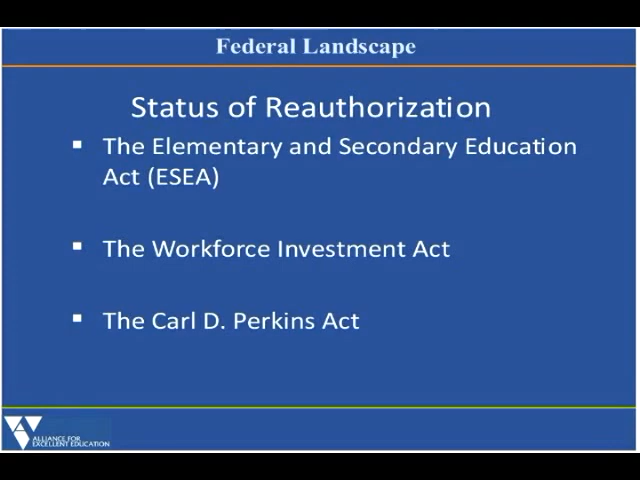 Federal Landscape
Status of Reauthorization
The Elementary and Secondary Education
Act (ESEA)
The Workforce Investment Act
The Carl D. Perkins Act
ALLIANCE FOR
EXCELLENT EDUCATION